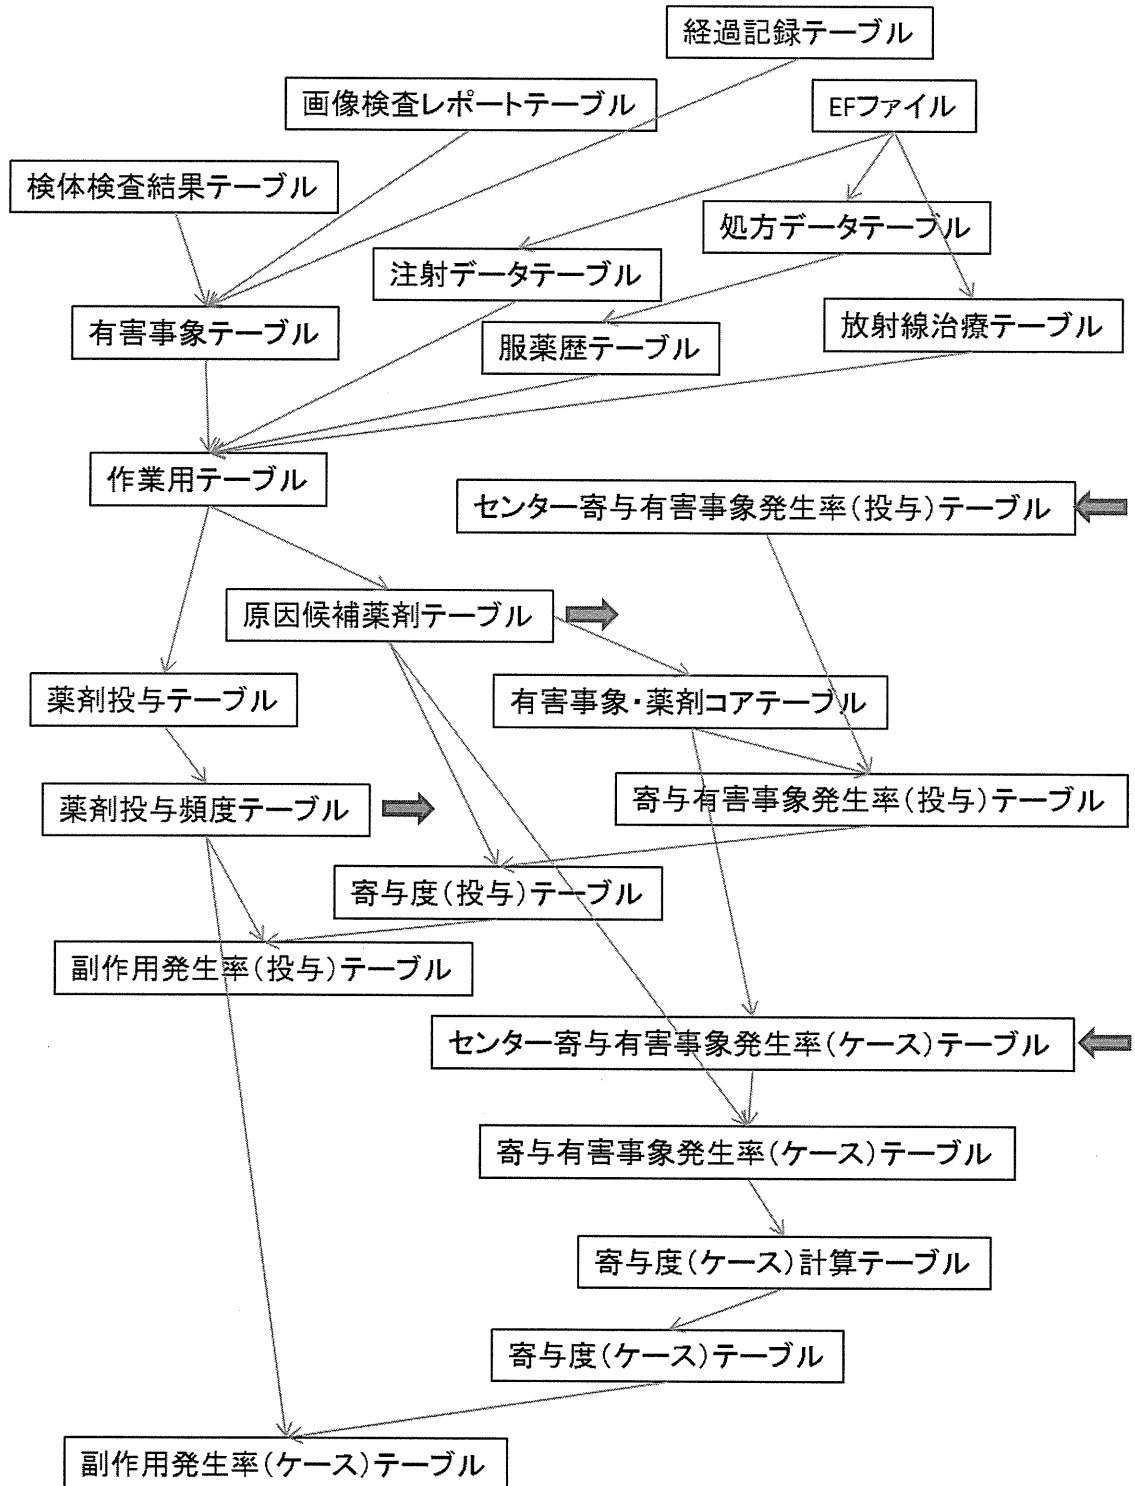 経過記録テーブル
画像検査レポートテーブル
EFファイル
検体検査結果テーブル
処方データテーブル
注射データテーブル
有害事象テーブル
服薬歴テーブル
放射線治療テーブル
作業用テーブル
センター寄与有害事象発生率(投与)テーブル
原因候補薬剤テーブル
薬剤投与テーブル
有害事象・薬剤コアテーブル
薬剤投与頻度テーブル
寄与有害事象発生率(投与)テーブル
寄与度(投与)テーブル
副作用発生率(投与)テーブル
センター寄与有害事象発生率(ケース)テーブル
寄与有害事象発生率(ケース)テーブル
寄与度(ケース)計算テーブル
寄与度(ケース)テーブル
副作用発生率(ケース)テーブル